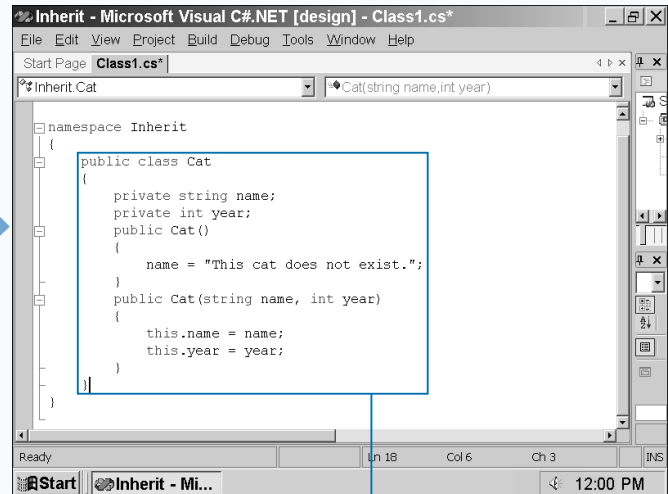 Inherit - Microsoft Visual C#.NET [design] - Class1.cs*
File Edit View Project Build Debug Tools Window Help
Start Page Class1.cs*
Inherit.Cat Cat(string name,int year)
namespace Inherit
{
public class Cat
{
private string name;
private int year;
public Cat()
{
name = "This cat does not exist.";
}
public Cat(string name, int year)
{
this.name = name;
this.year = year;
}
}
}
Ready Ln 18 Col 6 Ch 3 INS
Start Inherit - Mi... 12:00 PM